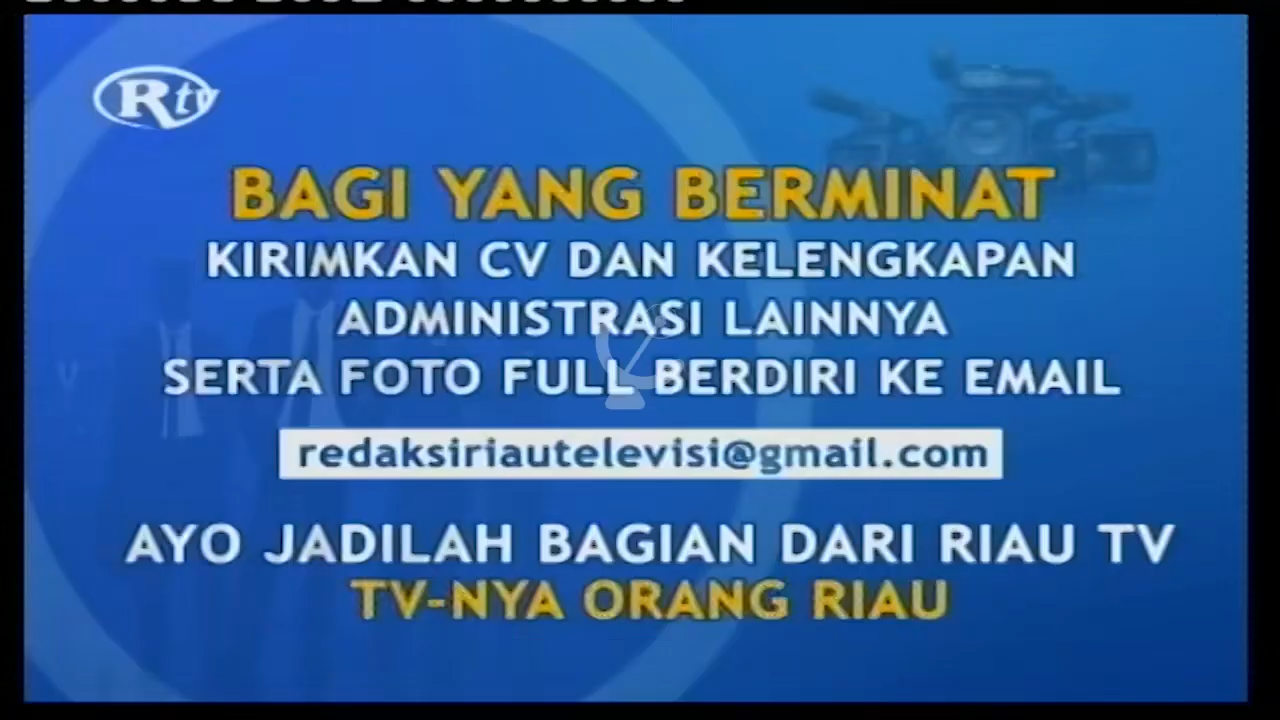 Rtv
BAGI YANG BERMINAT
KIRIMKAN CV DAN KELENGKAPAN
ADMINISTRASI LAINNYA
SERTA FOTO FULL BERDIRI KE EMAIL
redaksiriautelevisi@gmail.com
AYO JADILAH BAGIAN DARI RIAU TV
TV-NYA ORANG RIAU